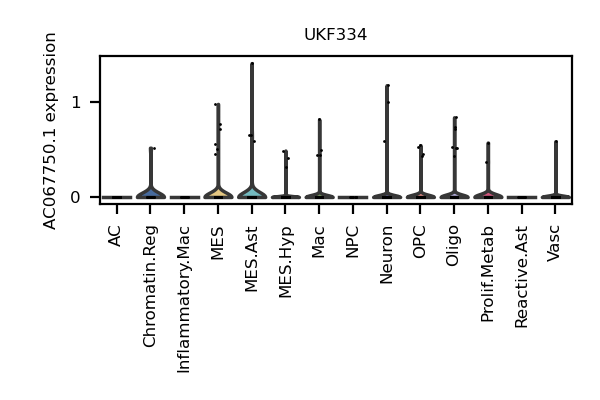 UKF334
AC067750.1 expression
1
0
AC
Chromatin.Reg
Inflammatory.Mac
MES
MES.Ast
MES.Hyp
Mac
NPC
Neuron
OPC
Oligo
Prolif.Metab
Reactive.Ast
Vasc